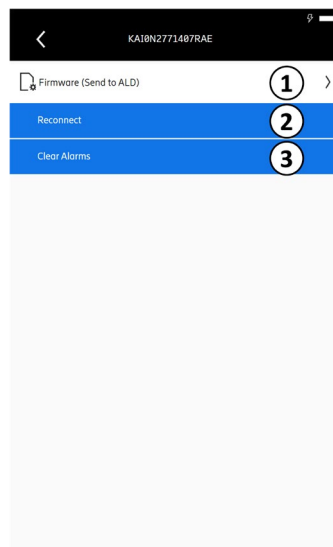 KAI0N2771407RAE
Firmware (Send to ALD) 1
Reconnect 2
Clear Alarms 3